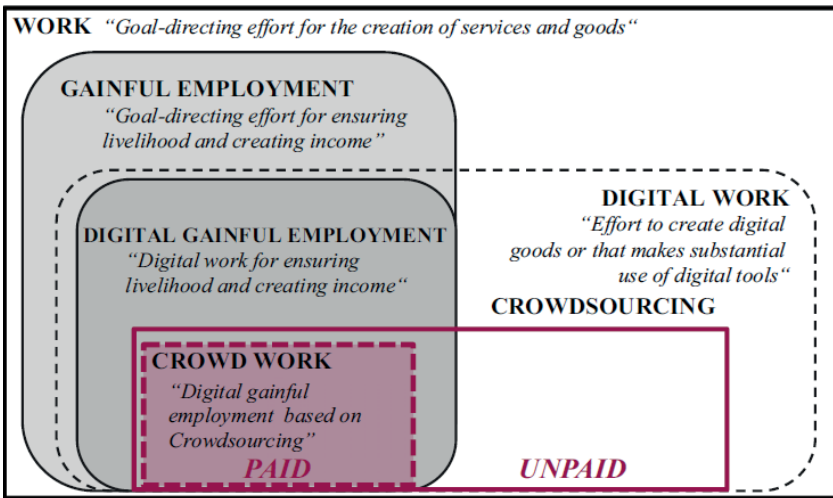 WORK “Goal-directing effort for the creation of services and goods“
GAINFUL EMPLOYMENT
“Goal-directing effort for ensuring
livelihood and creating income“
DIGITAL WORK
“Effort to create digital
goods or that makes substantial
use of digital tools“
DIGITAL GAINFUL EMPLOYMENT
“Digital work for ensuring
livelihood and creating income“
CROWDSOURCING
CROWD WORK
“Digital gainful
employment based on
Crowdsourcing”
PAID
UNPAID